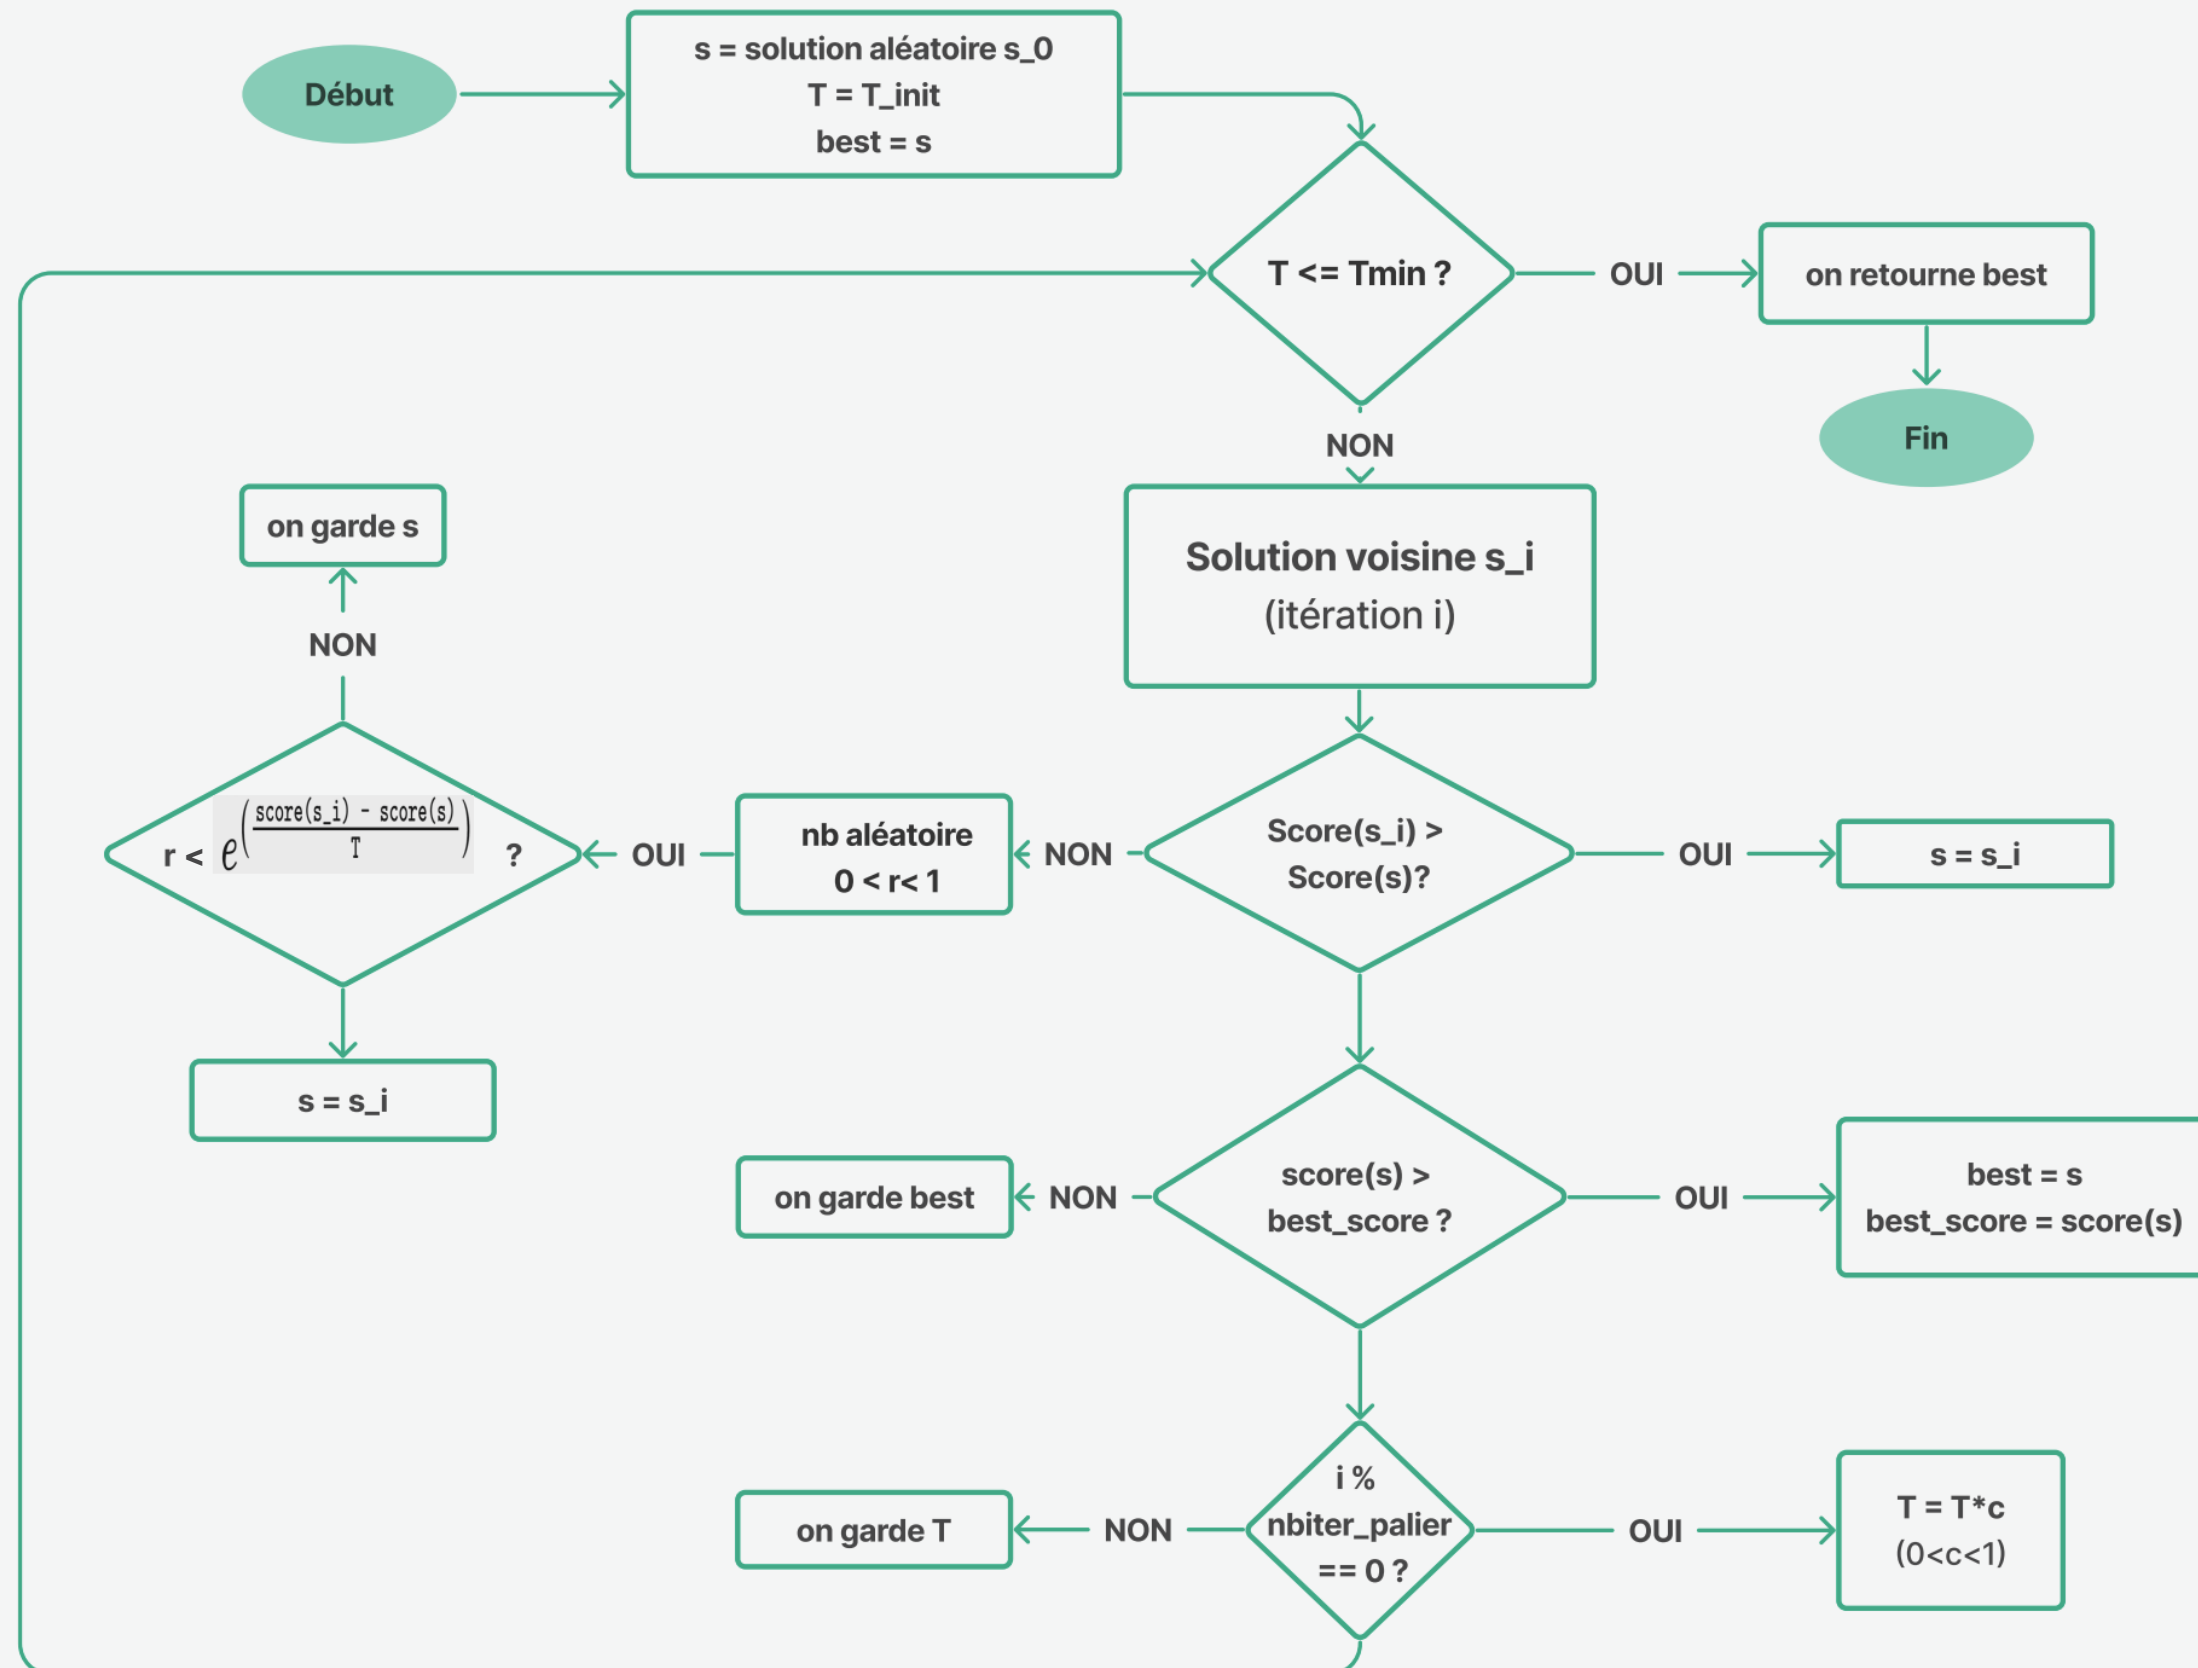 Début
s = solution aléatoire s_0
T = T_init
best = s
T <= Tmin ?
OUI
on retourne best
Fin
NON
Solution voisine s_i
(itération i)
on garde s
NON
r < e^((score(s_i) - score(s))/T) ?
OUI
nb aléatoire
0 < r< 1
NON
Score(s_i) >
Score(s)?
OUI
s = s_i
s = s_i
on garde best
NON
score(s) >
best_score ?
OUI
best = s
best_score = score(s)
on garde T
NON
i %
nbiter_palier
== 0 ?
OUI
T = T*c
(0<c<1)